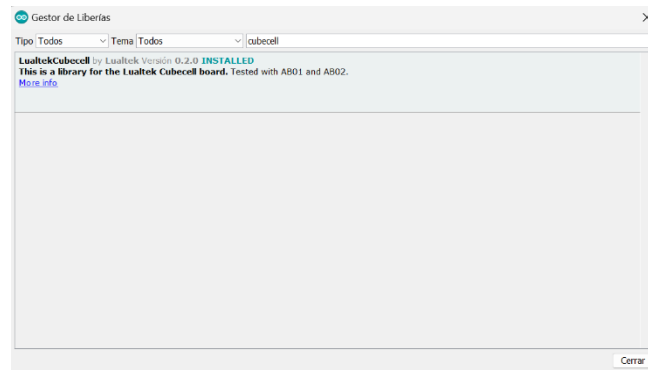 Gestor de Liberías
Tipo Todos Tema Todos cubecell
LualtekCubecell by Lualtek Versión 0.2.0 INSTALLED
This is a library for the Lualtek Cubecell board. Tested with AB01 and AB02.
More info
Cerrar